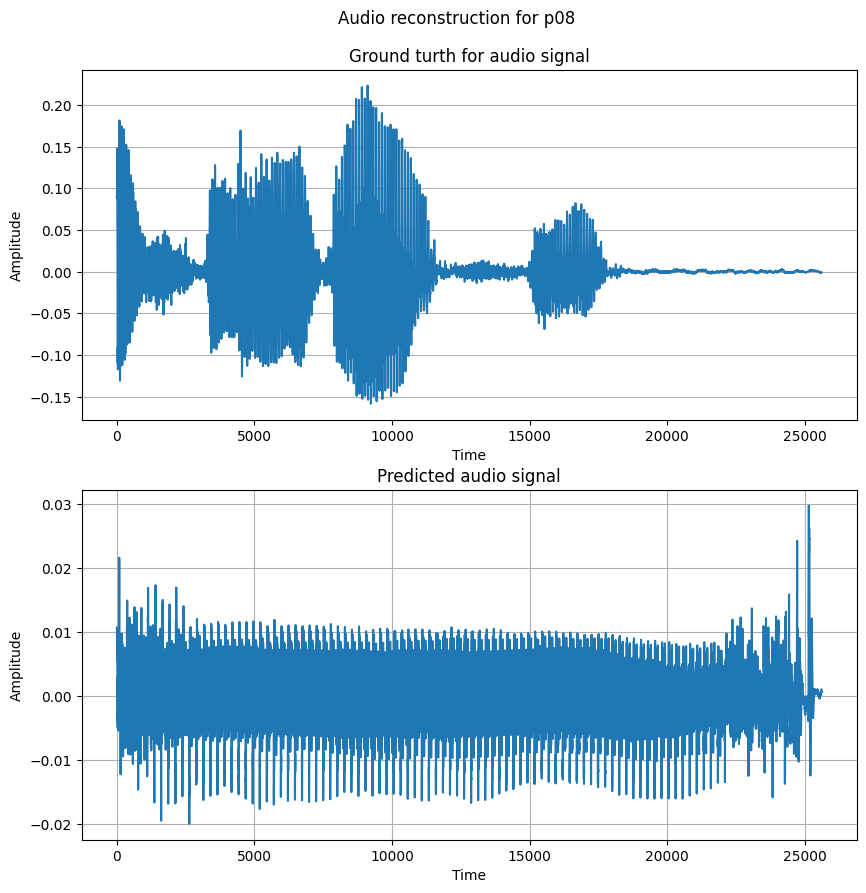 Audio reconstruction for p08
Ground turth for audio signal
0.20
0.15
0.10
0.05
0.00
−0.05
−0.10
−0.15
Amplitude
0 5000 10000 15000 20000 25000
Time
Predicted audio signal
0.03
0.02
0.01
0.00
−0.01
−0.02
Amplitude
0 5000 10000 15000 20000 25000
Time